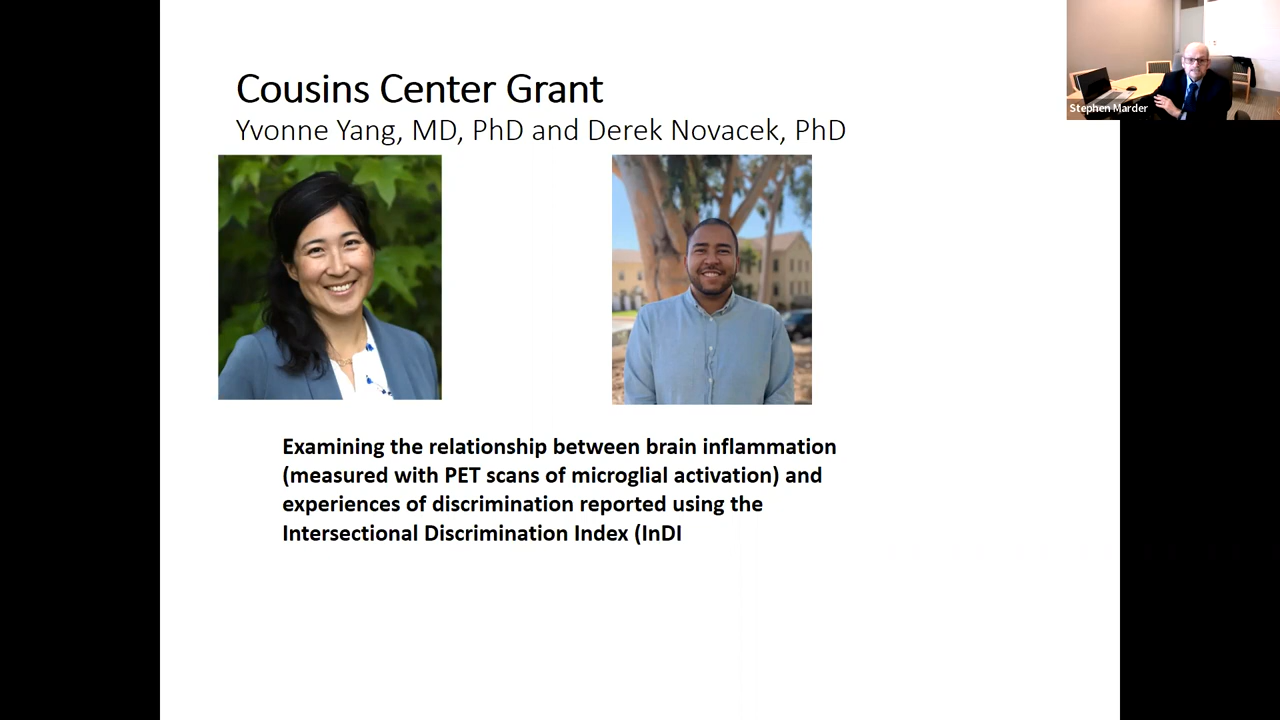 Cousins Center Grant
Yvonne Yang, MD, PhD and Derek Novacek, PhD
Stephen Marder
Examining the relationship between brain inflammation
(measured with PET scans of microglial activation) and
experiences of discrimination reported using the
Intersectional Discrimination Index (InDI